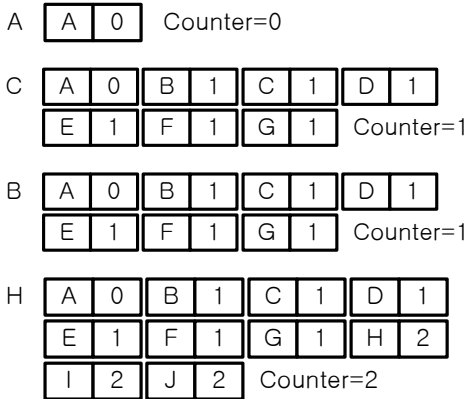 A A 0 Counter=0
C A 0 B 1 C 1 D 1
E 1 F 1 G 1 Counter=1
B A 0 B 1 C 1 D 1
E 1 F 1 G 1 Counter=1
H A 0 B 1 C 1 D 1
E 1 F 1 G 1 H 2
I 2 J 2 Counter=2